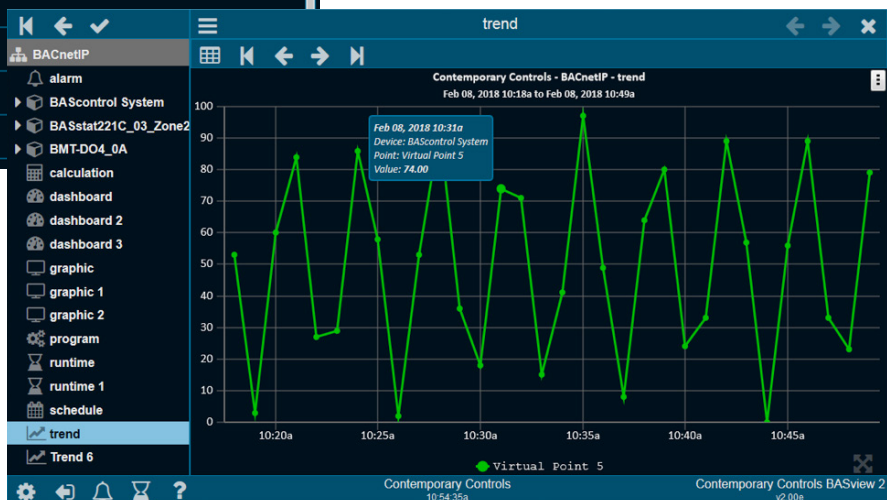 trend
BACnetIP
alarm
BAScontrol System
BASstat221C_03_Zone2
BMT-DO4_0A
calculation
dashboard
dashboard 2
dashboard 3
graphic
graphic 1
graphic 2
program
runtime
runtime 1
schedule
trend
Trend 6
?
Contemporary Controls - BACnetIP - trend
Feb 08, 2018 10:18a to Feb 08, 2018 10:49a
100
90
80
70
60
50
40
30
20
10
0
Feb 08, 2018 10:31a
Device: BAScontrol System
Point: Virtual Point 5
Value: 74.00
10:20a 10:25a 10:30a 10:35a 10:40a 10:45a
Virtual Point 5
Contemporary Controls
10:54:35a
Contemporary Controls BASview 2
v2.00e